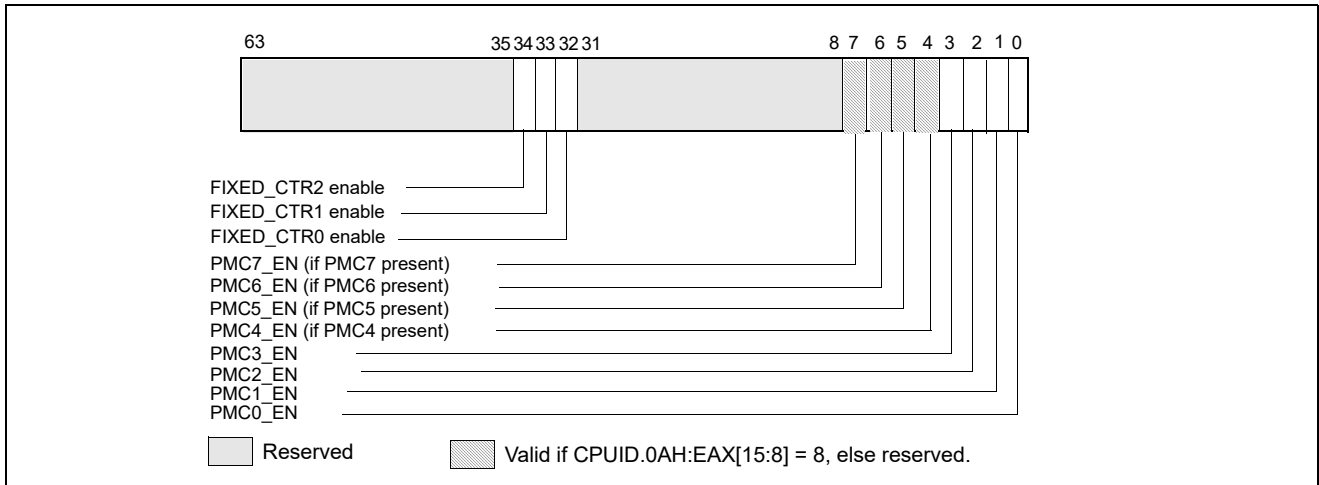 63 35 34 33 32 31 8 7 6 5 4 3 2 1 0
FIXED_CTR2 enable
FIXED_CTR1 enable
FIXED_CTR0 enable
PMC7_EN (if PMC7 present)
PMC6_EN (if PMC6 present)
PMC5_EN (if PMC5 present)
PMC4_EN (if PMC4 present)
PMC3_EN
PMC2_EN
PMC1_EN
PMC0_EN
Reserved Valid if CPUID.0AH:EAX[15:8] = 8, else reserved.